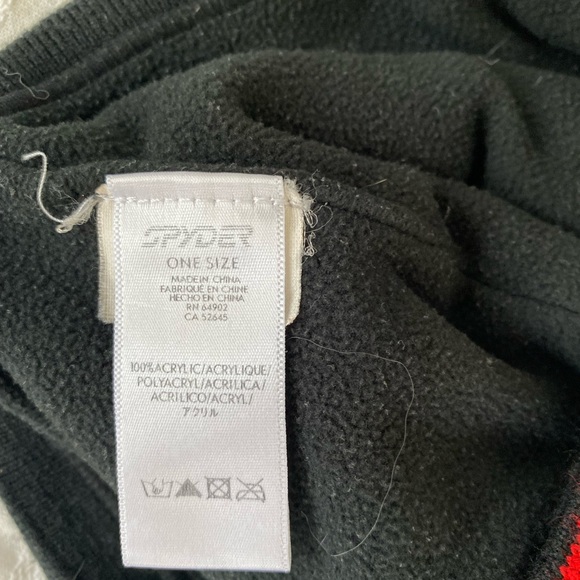 SPYDER
ONE SIZE
MADE IN CHINA
FABRIQUÉ EN CHINE
HECHO EN CHINA
RN 64902
CA 52645
100% ACRYLIC/ACRYLIQUE/
POLYACRYL/ACRILICA/
ACRILICO/ACRYL/
アクリル